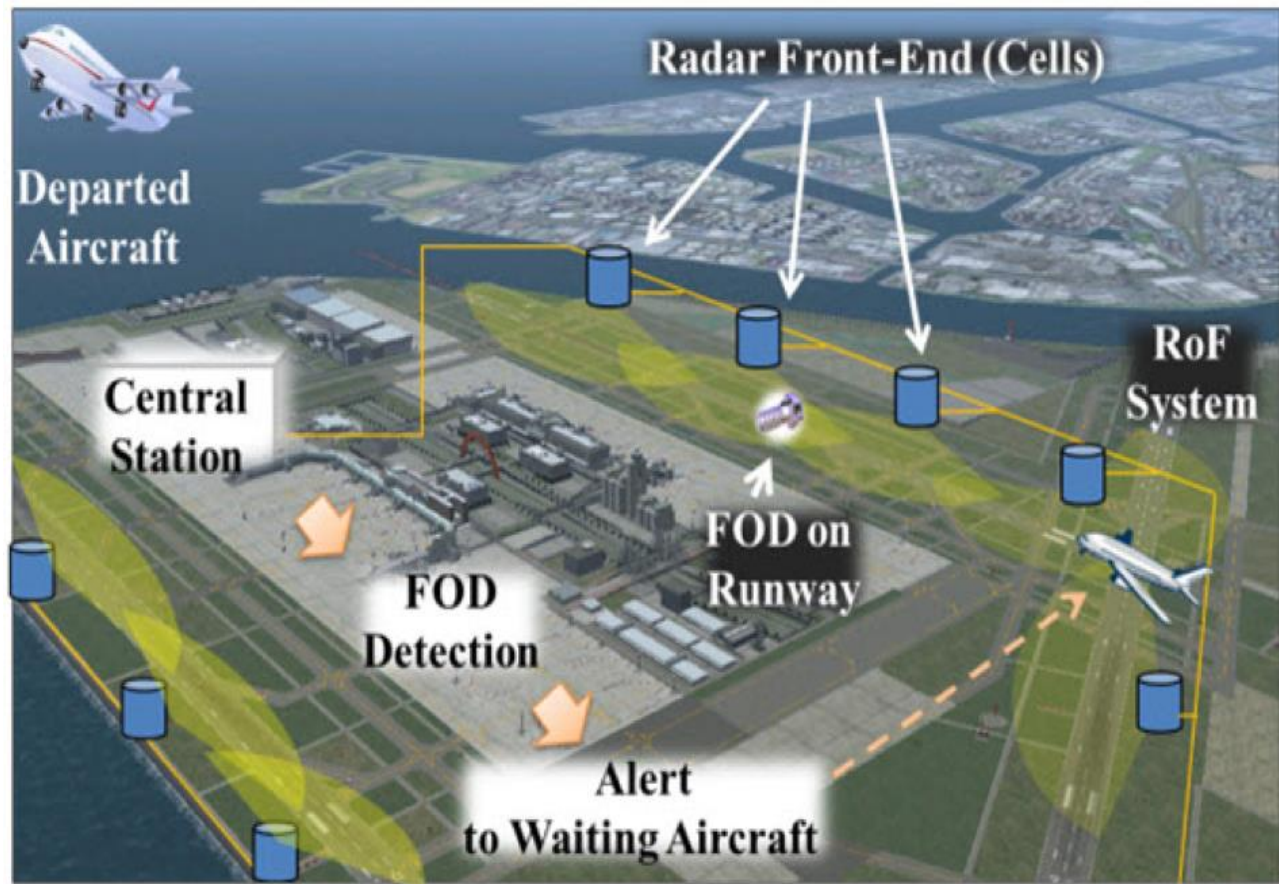 Radar Front-End (Cells)
Departed
Aircraft
RoF
System
Central
Station
FOD on
Runway
FOD
Detection
Alert
to Waiting Aircraft